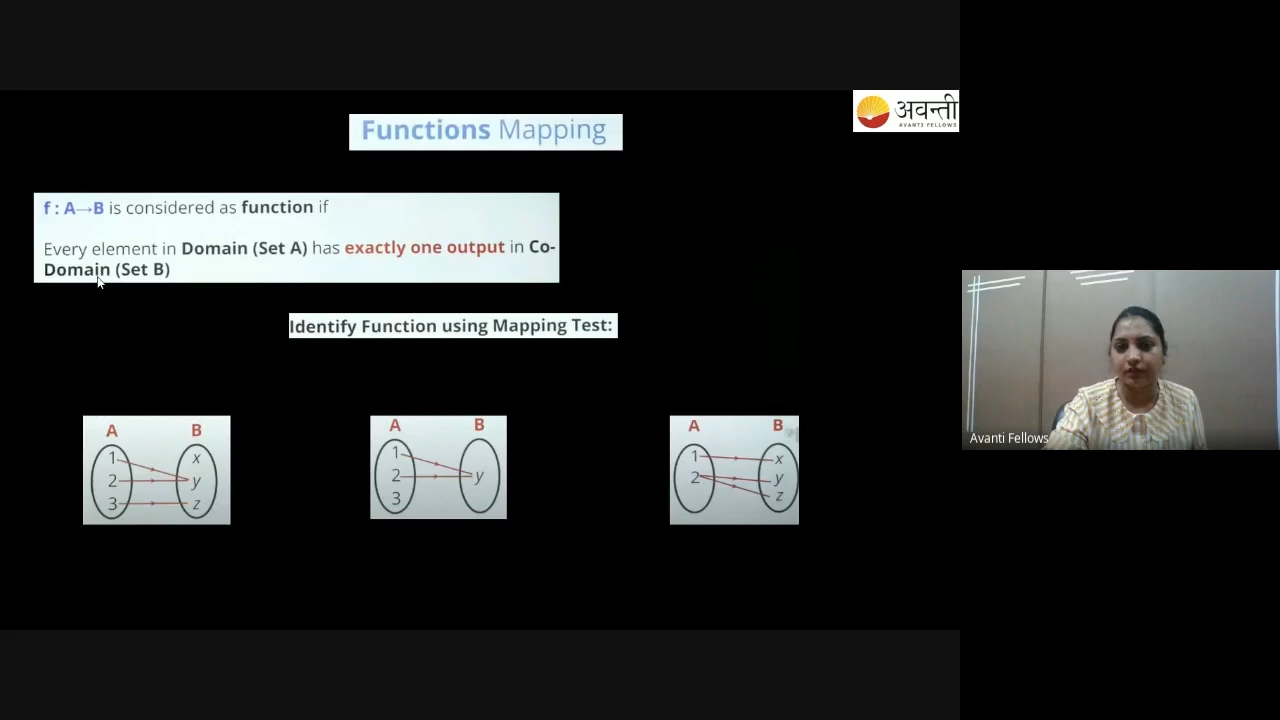 अवन्ती
AVANTI FELLOWS
Functions Mapping
f : A→B is considered as function if
Every element in Domain (Set A) has exactly one output in Co-
Domain (Set B)
Identify Function using Mapping Test:
A B
1 x
2 y
3 z
A B
1
2 y
3
A B
1 x
2 y
z
Avanti Fellows